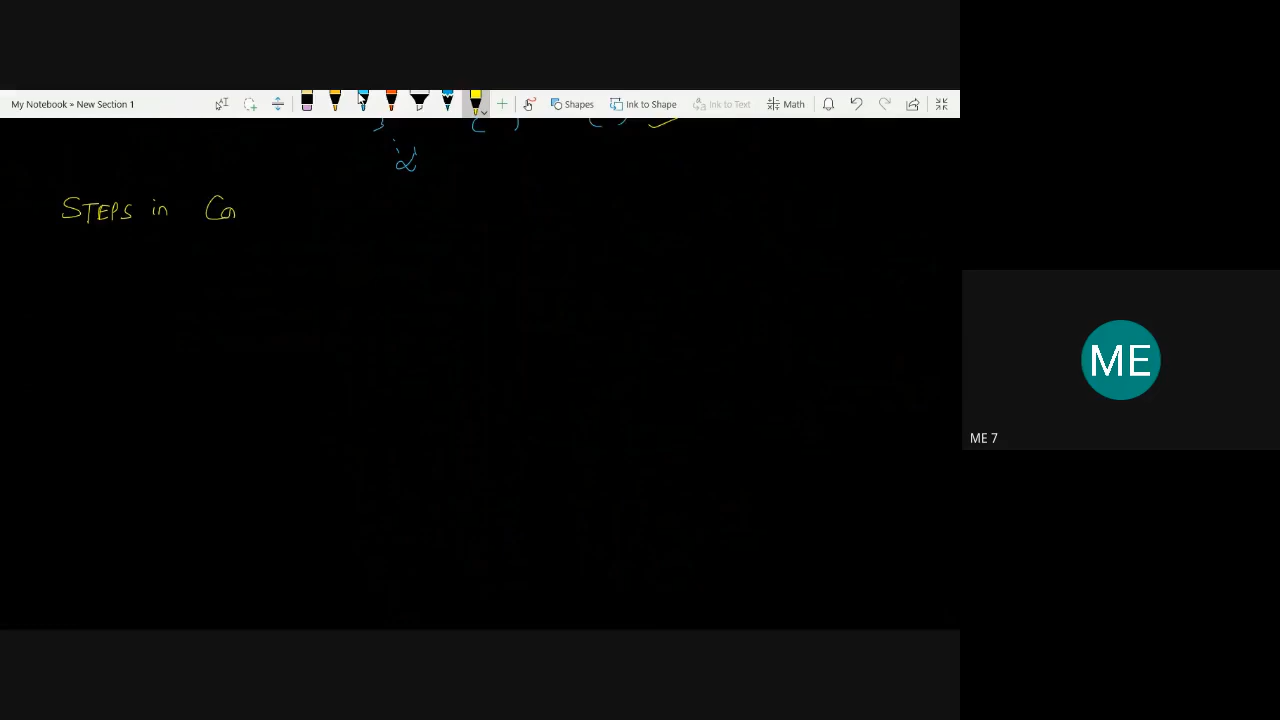 My Notebook » New Section 1
Shapes
Ink to Shape
Ink to Text
Math
α
STEPS in Co
ME
ME 7